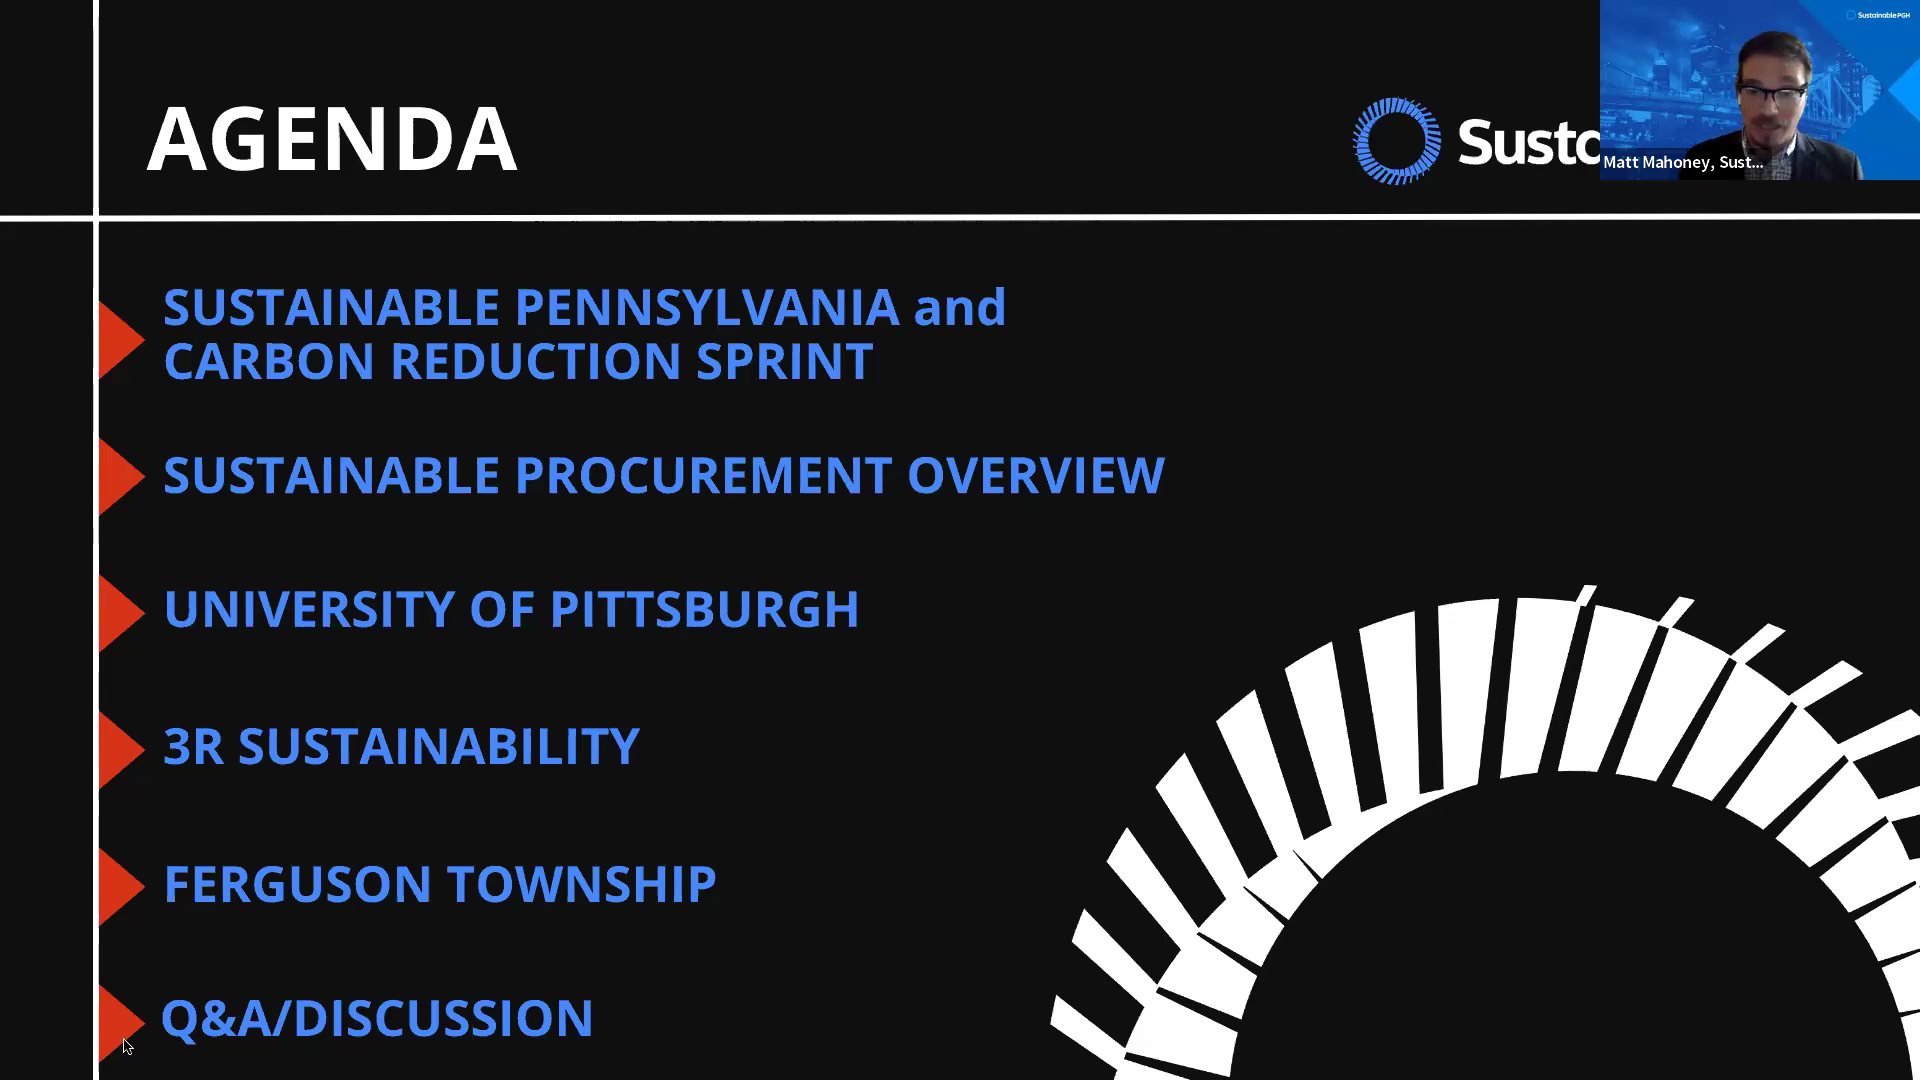 SustainablePGH
AGENDA
Susta
Matt Mahoney, Sust...
SUSTAINABLE PENNSYLVANIA and
CARBON REDUCTION SPRINT
SUSTAINABLE PROCUREMENT OVERVIEW
UNIVERSITY OF PITTSBURGH
3R SUSTAINABILITY
FERGUSON TOWNSHIP
Q&A/DISCUSSION